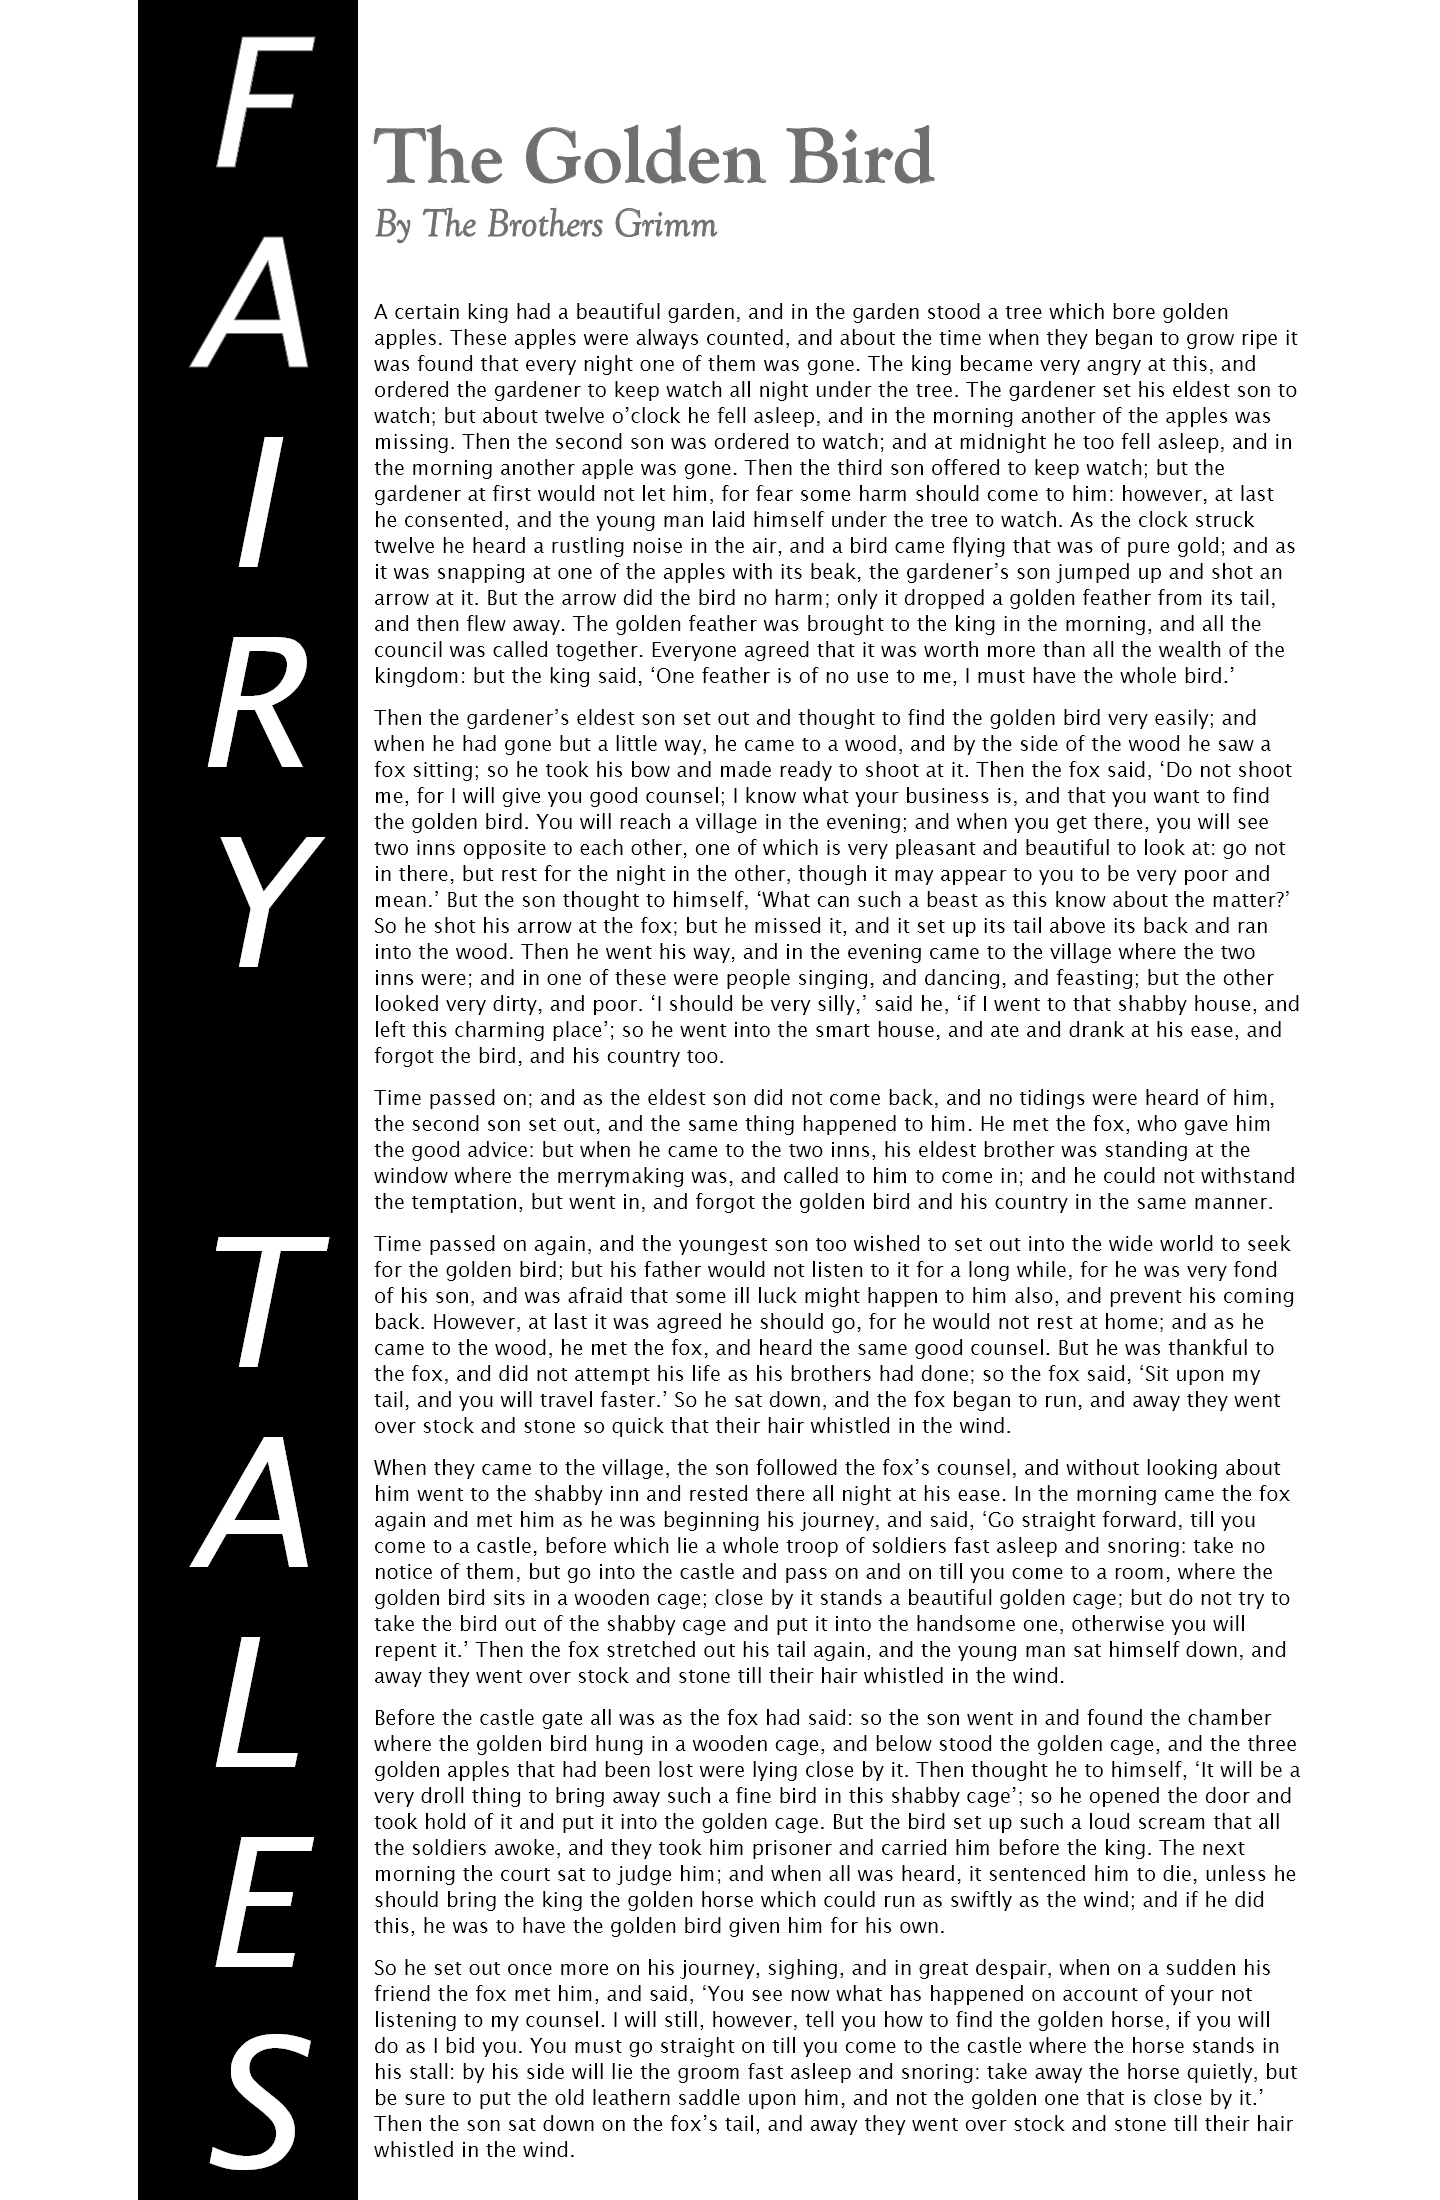 FAIRY TALES
The Golden Bird
By The Brothers Grimm
A certain king had a beautiful garden, and in the garden stood a tree which bore golden
apples. These apples were always counted, and about the time when they began to grow ripe it
was found that every night one of them was gone. The king became very angry at this, and
ordered the gardener to keep watch all night under the tree. The gardener set his eldest son to
watch; but about twelve o’clock he fell asleep, and in the morning another of the apples was
missing. Then the second son was ordered to watch; and at midnight he too fell asleep, and in
the morning another apple was gone. Then the third son offered to keep watch; but the
gardener at first would not let him, for fear some harm should come to him: however, at last
he consented, and the young man laid himself under the tree to watch. As the clock struck
twelve he heard a rustling noise in the air, and a bird came flying that was of pure gold; and as
it was snapping at one of the apples with its beak, the gardener’s son jumped up and shot an
arrow at it. But the arrow did the bird no harm; only it dropped a golden feather from its tail,
and then flew away. The golden feather was brought to the king in the morning, and all the
council was called together. Everyone agreed that it was worth more than all the wealth of the
kingdom: but the king said, ‘One feather is of no use to me, I must have the whole bird.’
Then the gardener’s eldest son set out and thought to find the golden bird very easily; and
when he had gone but a little way, he came to a wood, and by the side of the wood he saw a
fox sitting; so he took his bow and made ready to shoot at it. Then the fox said, ‘Do not shoot
me, for I will give you good counsel; I know what your business is, and that you want to find
the golden bird. You will reach a village in the evening; and when you get there, you will see
two inns opposite to each other, one of which is very pleasant and beautiful to look at: go not
in there, but rest for the night in the other, though it may appear to you to be very poor and
mean.’ But the son thought to himself, ‘What can such a beast as this know about the matter?’
So he shot his arrow at the fox; but he missed it, and it set up its tail above its back and ran
into the wood. Then he went his way, and in the evening came to the village where the two
inns were; and in one of these were people singing, and dancing, and feasting; but the other
looked very dirty, and poor. ‘I should be very silly,’ said he, ‘if I went to that shabby house, and
left this charming place’; so he went into the smart house, and ate and drank at his ease, and
forgot the bird, and his country too.
Time passed on; and as the eldest son did not come back, and no tidings were heard of him,
the second son set out, and the same thing happened to him. He met the fox, who gave him
the good advice: but when he came to the two inns, his eldest brother was standing at the
window where the merrymaking was, and called to him to come in; and he could not withstand
the temptation, but went in, and forgot the golden bird and his country in the same manner.
Time passed on again, and the youngest son too wished to set out into the wide world to seek
for the golden bird; but his father would not listen to it for a long while, for he was very fond
of his son, and was afraid that some ill luck might happen to him also, and prevent his coming
back. However, at last it was agreed he should go, for he would not rest at home; and as he
came to the wood, he met the fox, and heard the same good counsel. But he was thankful to
the fox, and did not attempt his life as his brothers had done; so the fox said, ‘Sit upon my
tail, and you will travel faster.’ So he sat down, and the fox began to run, and away they went
over stock and stone so quick that their hair whistled in the wind.
When they came to the village, the son followed the fox’s counsel, and without looking about
him went to the shabby inn and rested there all night at his ease. In the morning came the fox
again and met him as he was beginning his journey, and said, ‘Go straight forward, till you
come to a castle, before which lie a whole troop of soldiers fast asleep and snoring: take no
notice of them, but go into the castle and pass on and on till you come to a room, where the
golden bird sits in a wooden cage; close by it stands a beautiful golden cage; but do not try to
take the bird out of the shabby cage and put it into the handsome one, otherwise you will
repent it.’ Then the fox stretched out his tail again, and the young man sat himself down, and
away they went over stock and stone till their hair whistled in the wind.
Before the castle gate all was as the fox had said: so the son went in and found the chamber
where the golden bird hung in a wooden cage, and below stood the golden cage, and the three
golden apples that had been lost were lying close by it. Then thought he to himself, ‘It will be a
very droll thing to bring away such a fine bird in this shabby cage’; so he opened the door and
took hold of it and put it into the golden cage. But the bird set up such a loud scream that all
the soldiers awoke, and they took him prisoner and carried him before the king. The next
morning the court sat to judge him; and when all was heard, it sentenced him to die, unless he
should bring the king the golden horse which could run as swiftly as the wind; and if he did
this, he was to have the golden bird given him for his own.
So he set out once more on his journey, sighing, and in great despair, when on a sudden his
friend the fox met him, and said, ‘You see now what has happened on account of your not
listening to my counsel. I will still, however, tell you how to find the golden horse, if you will
do as I bid you. You must go straight on till you come to the castle where the horse stands in
his stall: by his side will lie the groom fast asleep and snoring: take away the horse quietly, but
be sure to put the old leathern saddle upon him, and not the golden one that is close by it.’
Then the son sat down on the fox’s tail, and away they went over stock and stone till their hair
whistled in the wind.